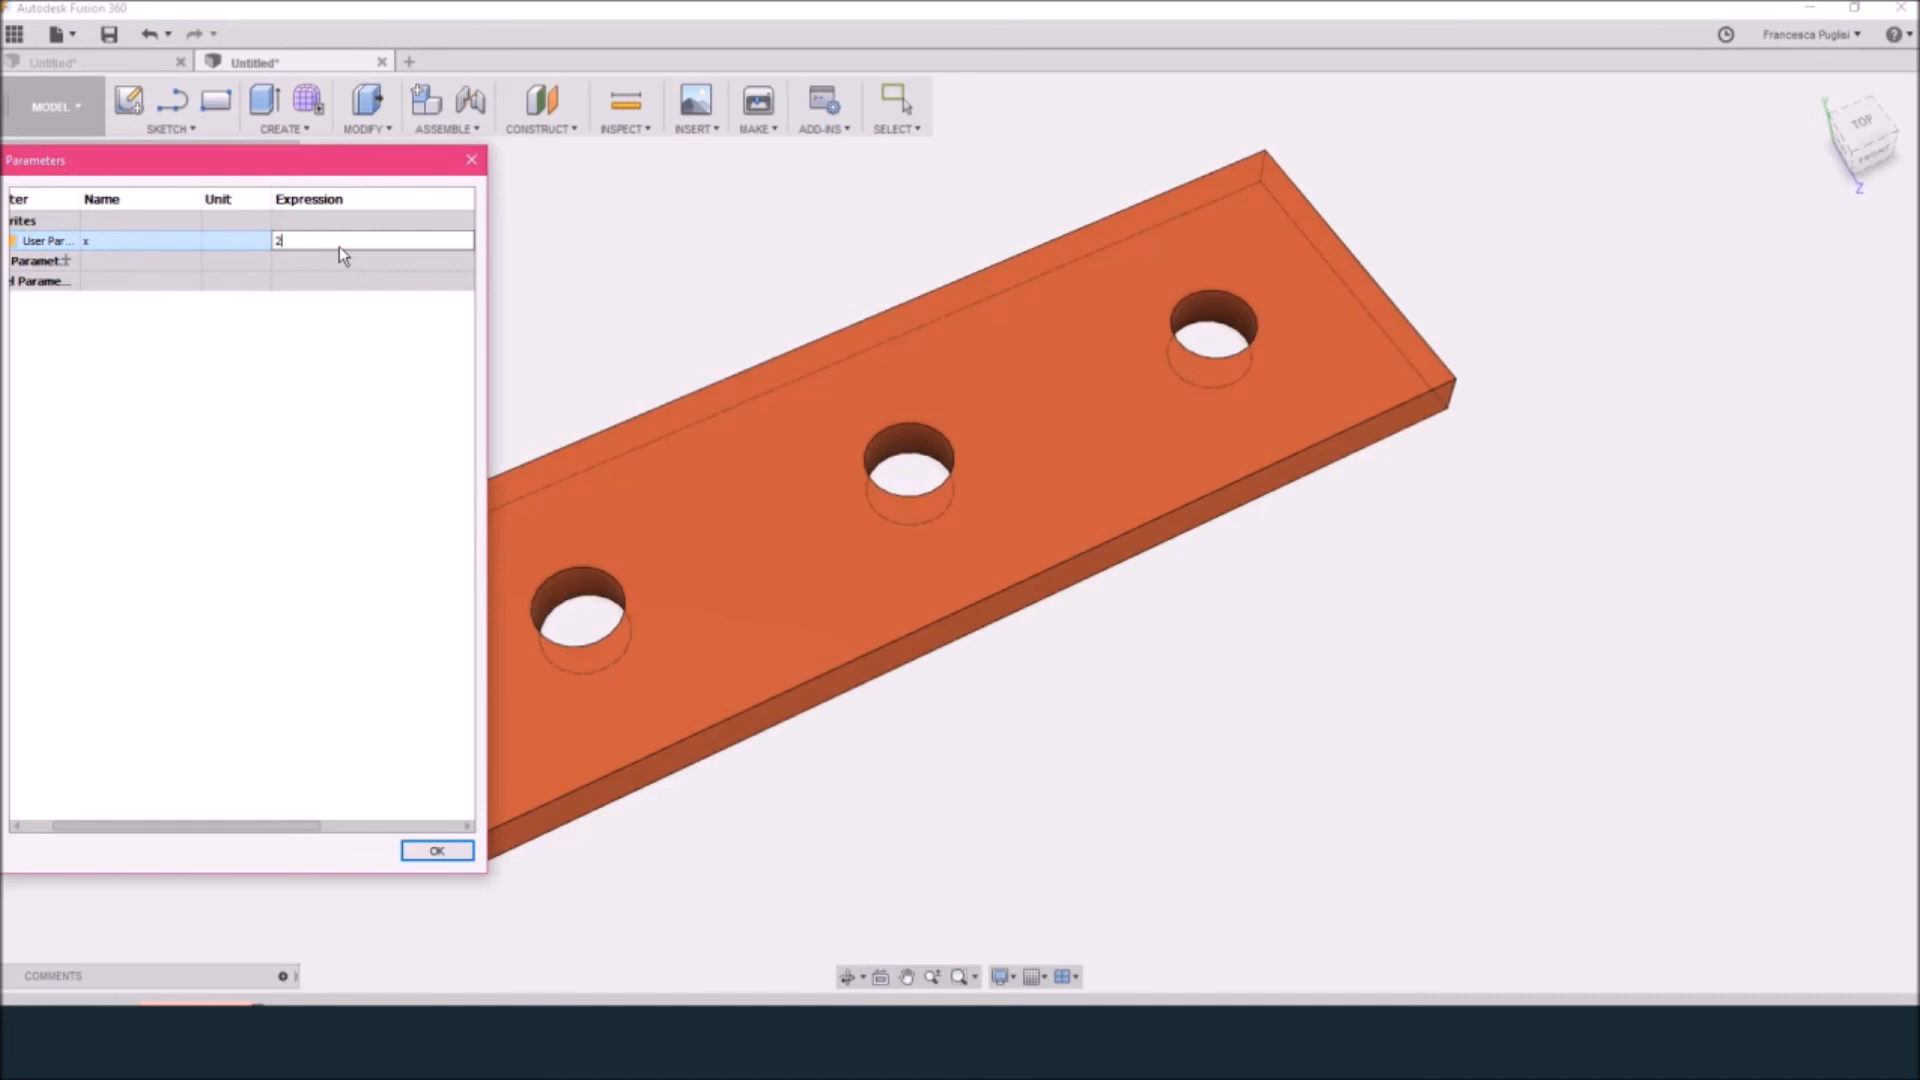 Autodesk Fusion 360
Francesca Puglisi
Untitled*
Untitled*
MODEL
SKETCH
CREATE
MODIFY
ASSEMBLE
CONSTRUCT
INSPECT
INSERT
MAKE
ADD-INS
SELECT
TOP
FRONT
Y
Z
Parameters
ter Name Unit Expression
rites
User Par... x 2
Paramet...
l Parame...
OK
COMMENTS